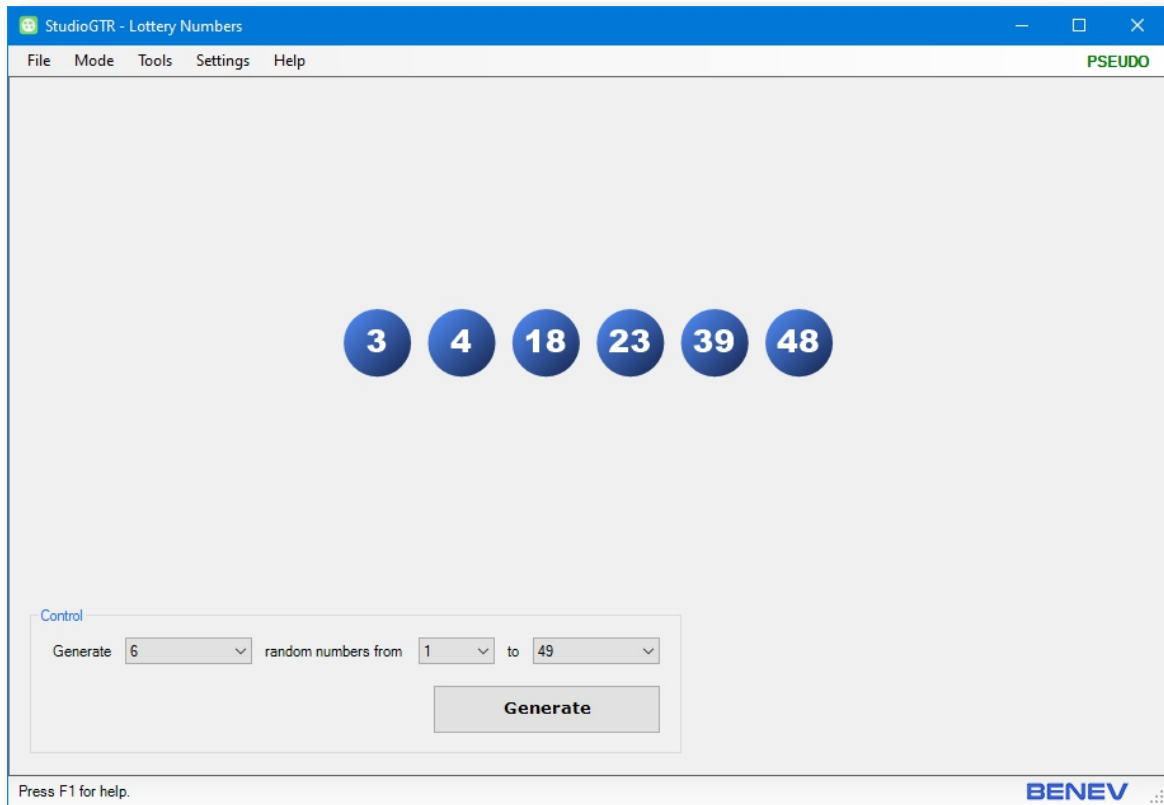 StudioGTR - Lottery Numbers
File Mode Tools Settings Help PSEUDO
3 4 18 23 39 48
Control
Generate 6 random numbers from 1 to 49
Generate
Press F1 for help. BENEV